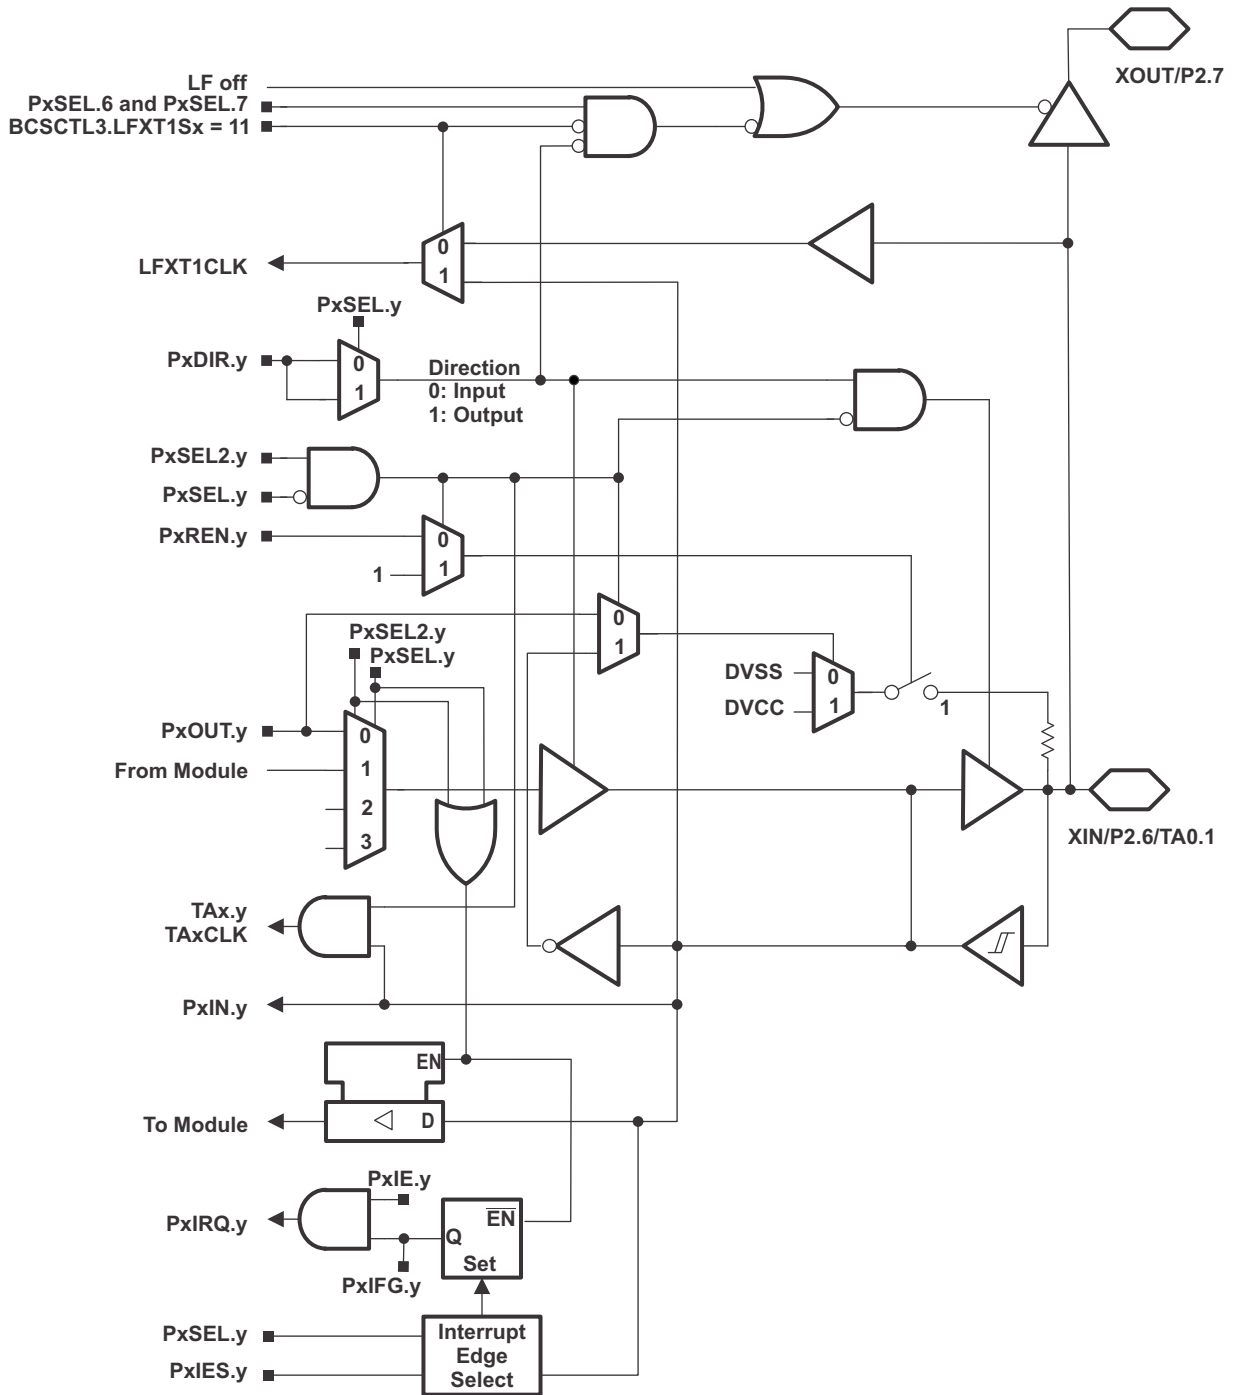 XOUT/P2.7
LF off
PxSEL.6 and PxSEL.7
BCSCTL3.LFXT1Sx = 11
0
1
LFXT1CLK
PxSEL.y
PxDIR.y
0
1
Direction
0: Input
1: Output
PxSEL2.y
PxSEL.y
PxREN.y
0
1
1
0
1
PxSEL2.y
PxSEL.y
DVSS
DVCC
0
1
1
PxOUT.y
From Module
0
1
2
3
XIN/P2.6/TA0.1
TAx.y
TAxCLK
PxIN.y
EN
D
To Module
PxIE.y
PxIRQ.y
EN
Q
Set
PxIFG.y
PxSEL.y
PxIES.y
Interrupt
Edge
Select